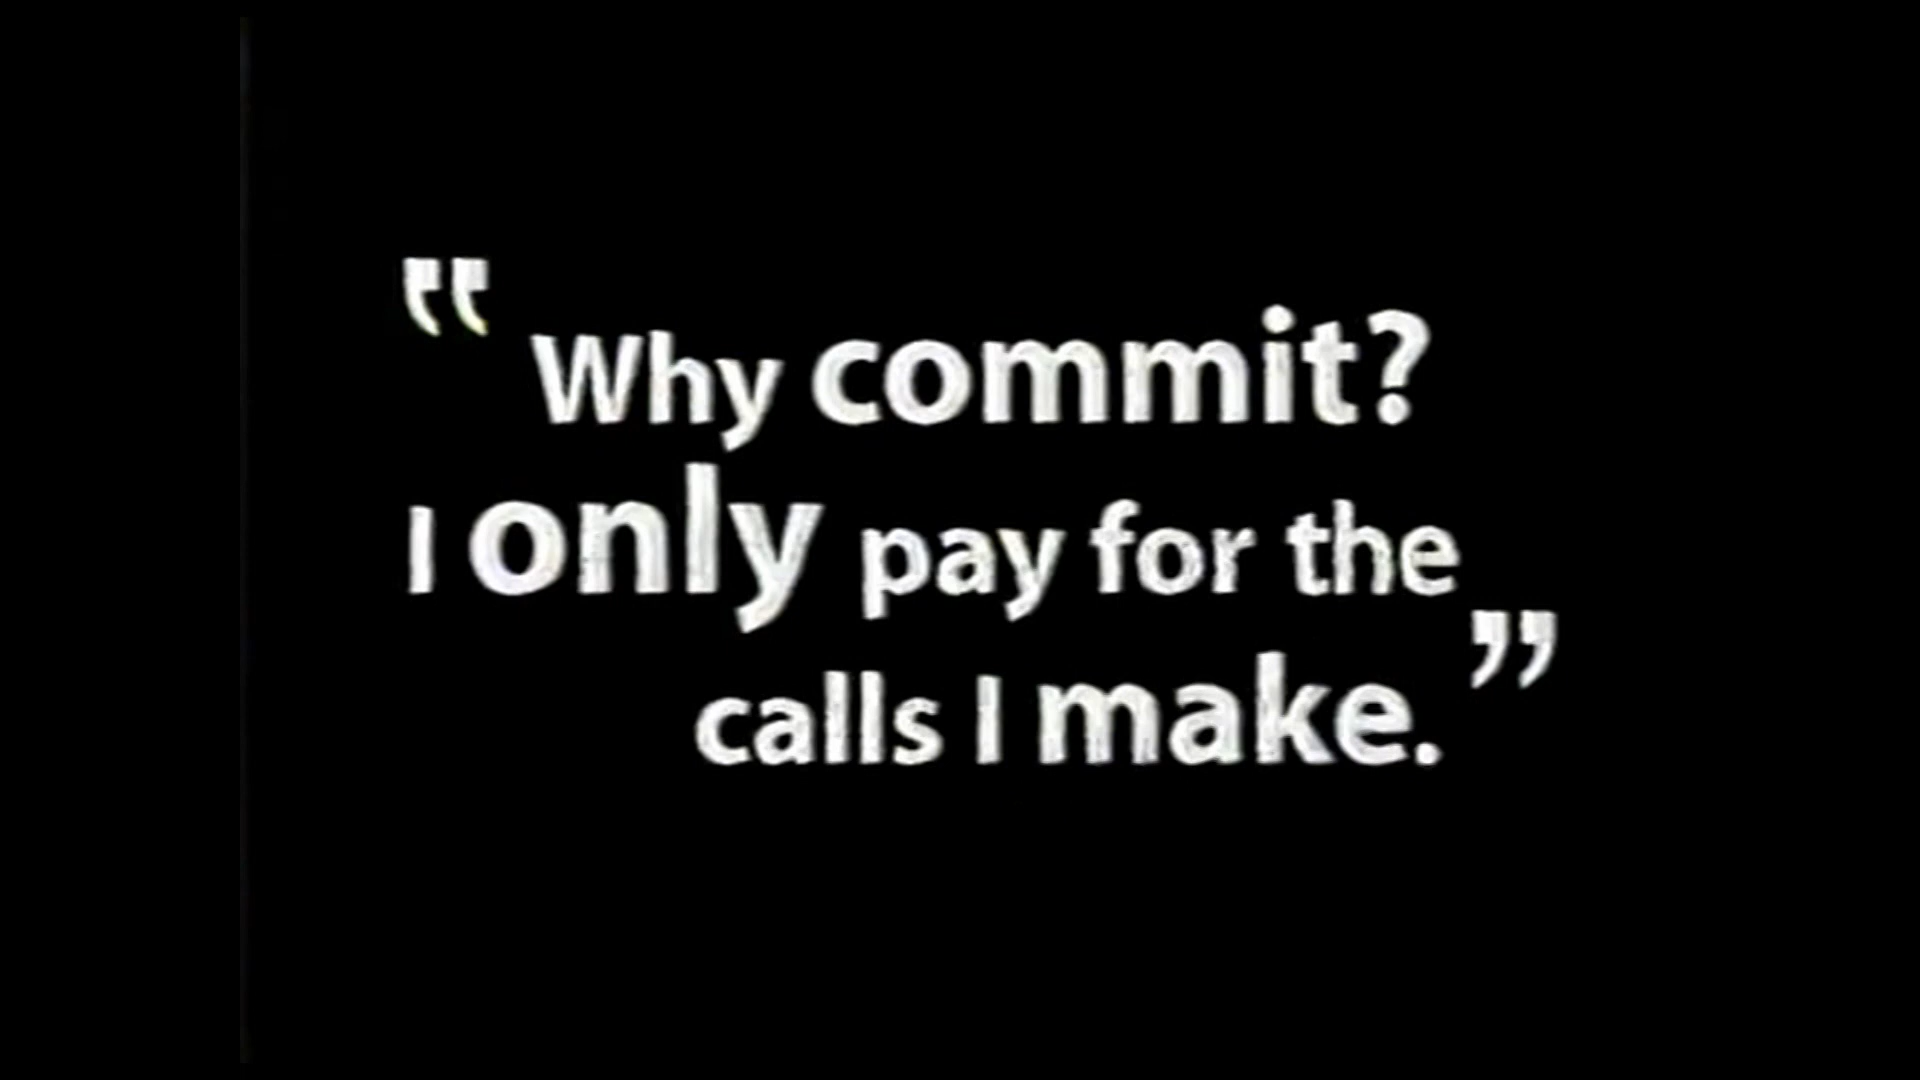 “ Why commit?
I only pay for the
calls I make. ”